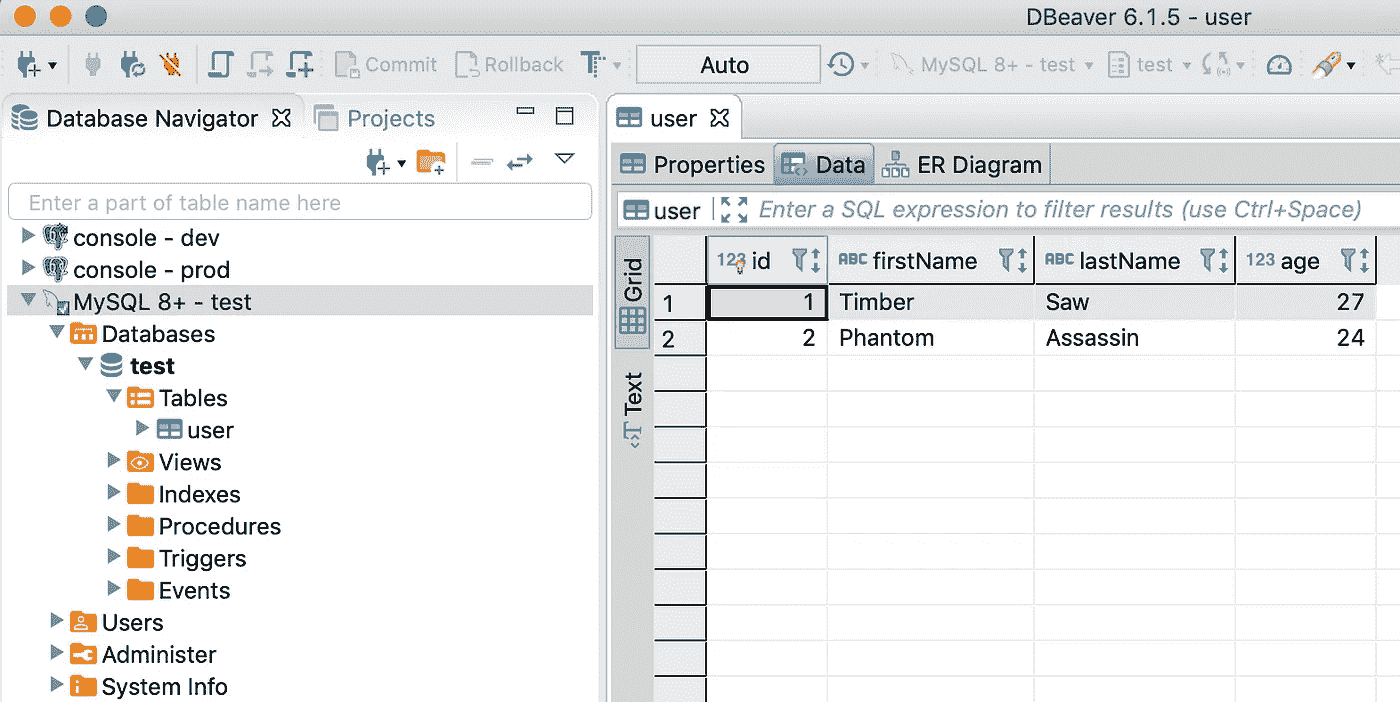 DBeaver 6.1.5 - user
Commit Rollback Auto MySQL 8+ - test test
Database Navigator Projects
Enter a part of table name here
console - dev
console - prod
MySQL 8+ - test
Databases
test
Tables
user
Views
Indexes
Procedures
Triggers
Events
Users
Administer
System Info
user
Properties Data ER Diagram
user Enter a SQL expression to filter results (use Ctrl+Space)
Grid
Text
123 id ABC firstName ABC lastName 123 age
1 1 Timber Saw 27
2 2 Phantom Assassin 24